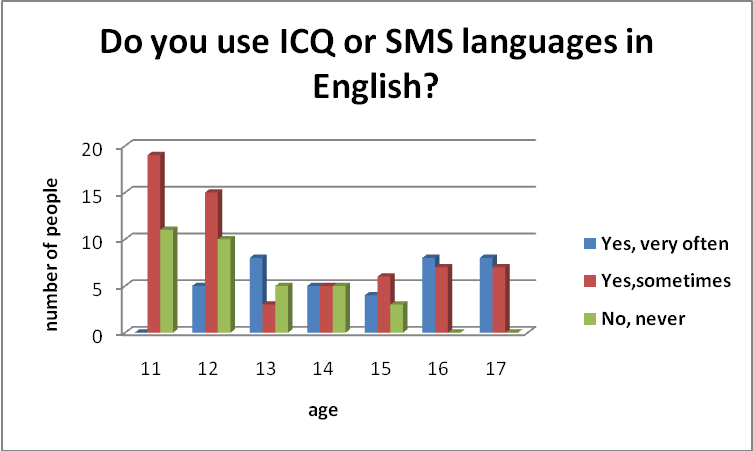 Do you use ICQ or SMS languages in
English?
20
15
10
5
0
number of people
11 12 13 14 15 16 17
age
Yes, very often
Yes,sometimes
No, never